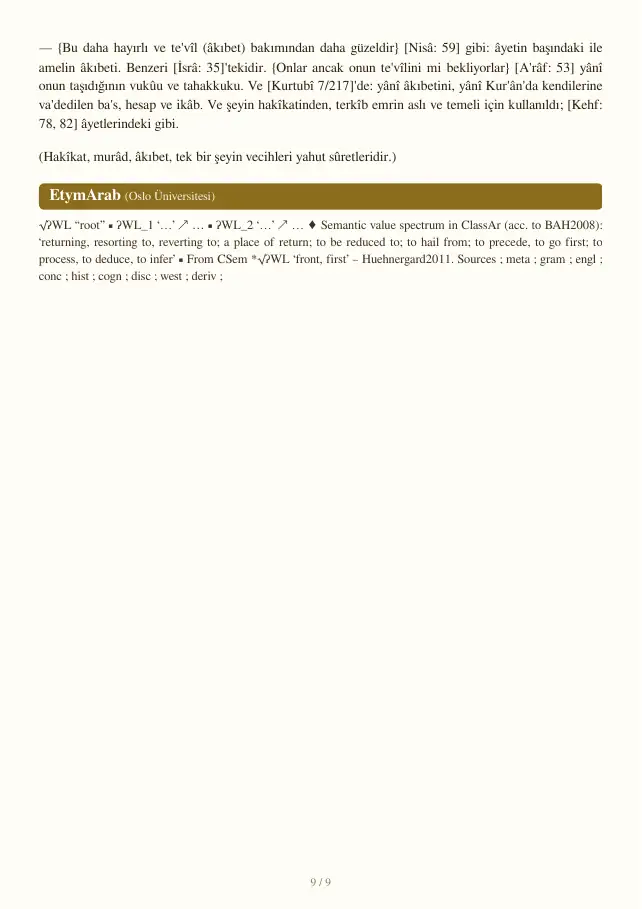 — {Bu daha hayırlı ve te'vîl (âkıbet) bakımından daha güzeldir} [Nisâ: 59] gibi: âyetin başındaki ile
amelin âkıbeti. Benzeri [İsrâ: 35]'tekidir. {Onlar ancak onun te'vîlini mi bekliyorlar} [A'râf: 53] yânî
onun taşıdığının vukûu ve tahakkuku. Ve [Kurtubî 7/217]'de: yânî âkıbetini, yânî Kur'ân'da kendilerine
va'dedilen ba's, hesap ve ikâb. Ve şeyin hakîkatinden, terkîb emrin aslı ve temeli için kullanıldı; [Kehf:
78, 82] âyetlerindeki gibi.
(Hakîkat, murâd, âkıbet, tek bir şeyin vecihleri yahut sûretleridir.)
EtymArab (Oslo Üniversitesi)
√ʔWL “root” ▪ ʔWL_1 ‘…’ ↗ … ▪ ʔWL_2 ‘…’ ↗ … ♦ Semantic value spectrum in ClassAr (acc. to BAH2008):
‘returning, resorting to, reverting to; a place of return; to be reduced to; to hail from; to precede, to go first; to
process, to deduce, to infer’ ▪ From CSem *√ʔWL ‘front, first’ – Huehnergard2011. Sources ; meta ; gram ; engl ;
conc ; hist ; cogn ; disc ; west ; deriv ;
9 / 9